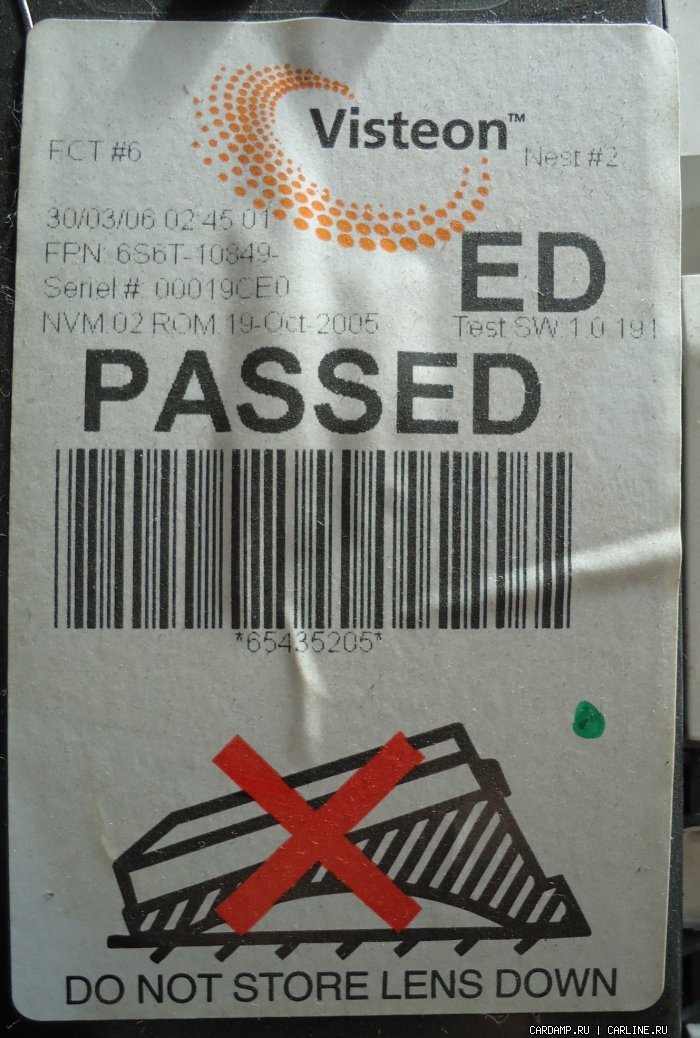 Visteon™
FCT #6
Nest #2
30/03/06 02:45:01
FPN: 6S6T-10849-
ED
Seriel #: 00019CE0
NVM:02 ROM:19-Oct-2005
Test SW:1.0.191
PASSED
*65435205*
DO NOT STORE LENS DOWN
CARDAMP.RU | CARLINE.RU